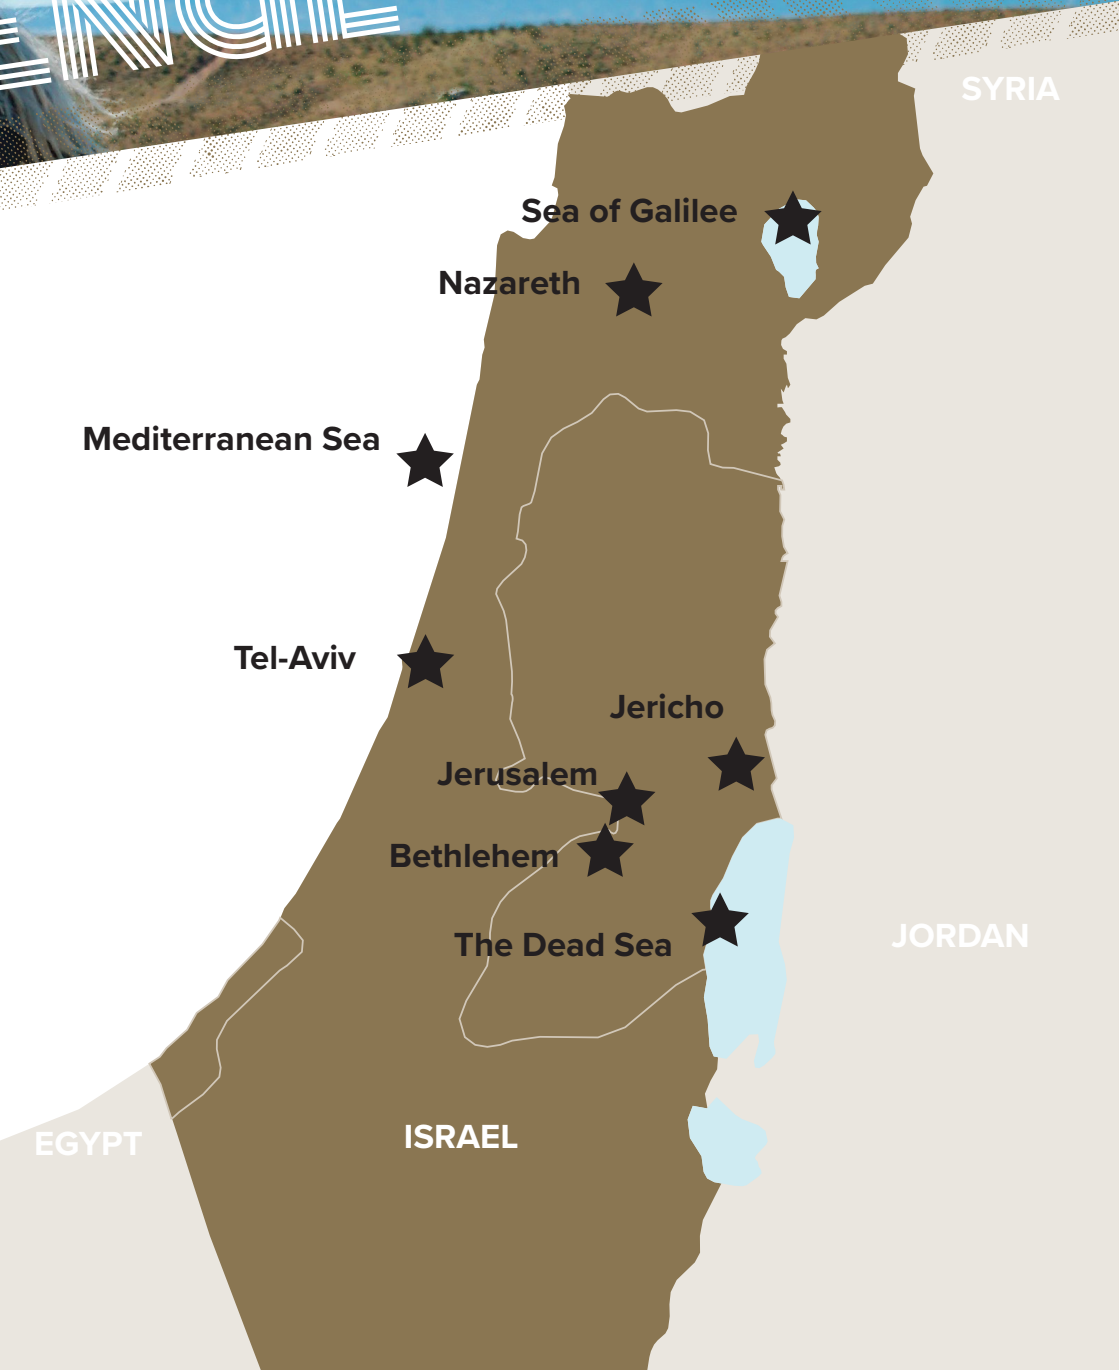 SYRIA
Sea of Galilee
Nazareth
Mediterranean Sea
Tel-Aviv
Jericho
Jerusalem
Bethlehem
The Dead Sea
JORDAN
ISRAEL
EGYPT